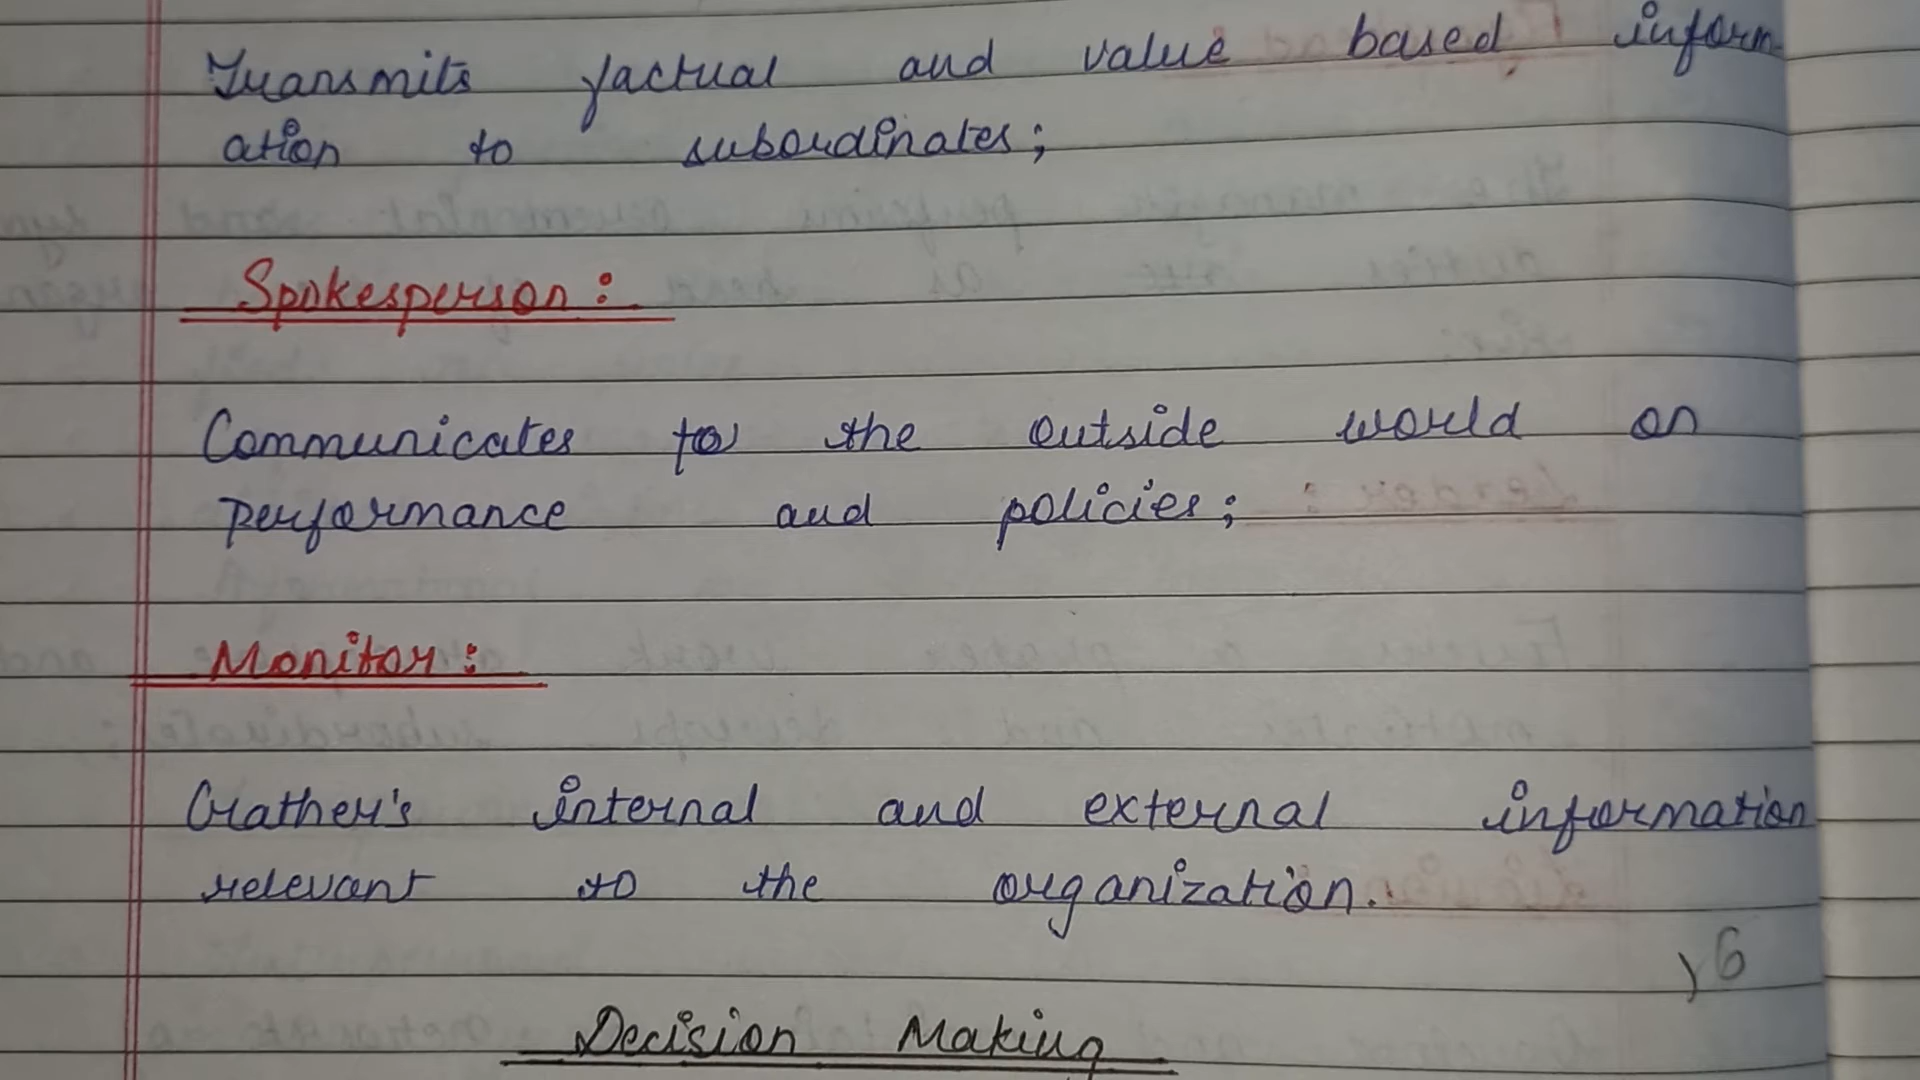 Transmits factual and value based inform
ation to subordinates;
Spokesperson:
Communicates to the outside world on
performance and policies;
Monitor:
Gather's internal and external information
relevant to the organization.
6
Decision Making